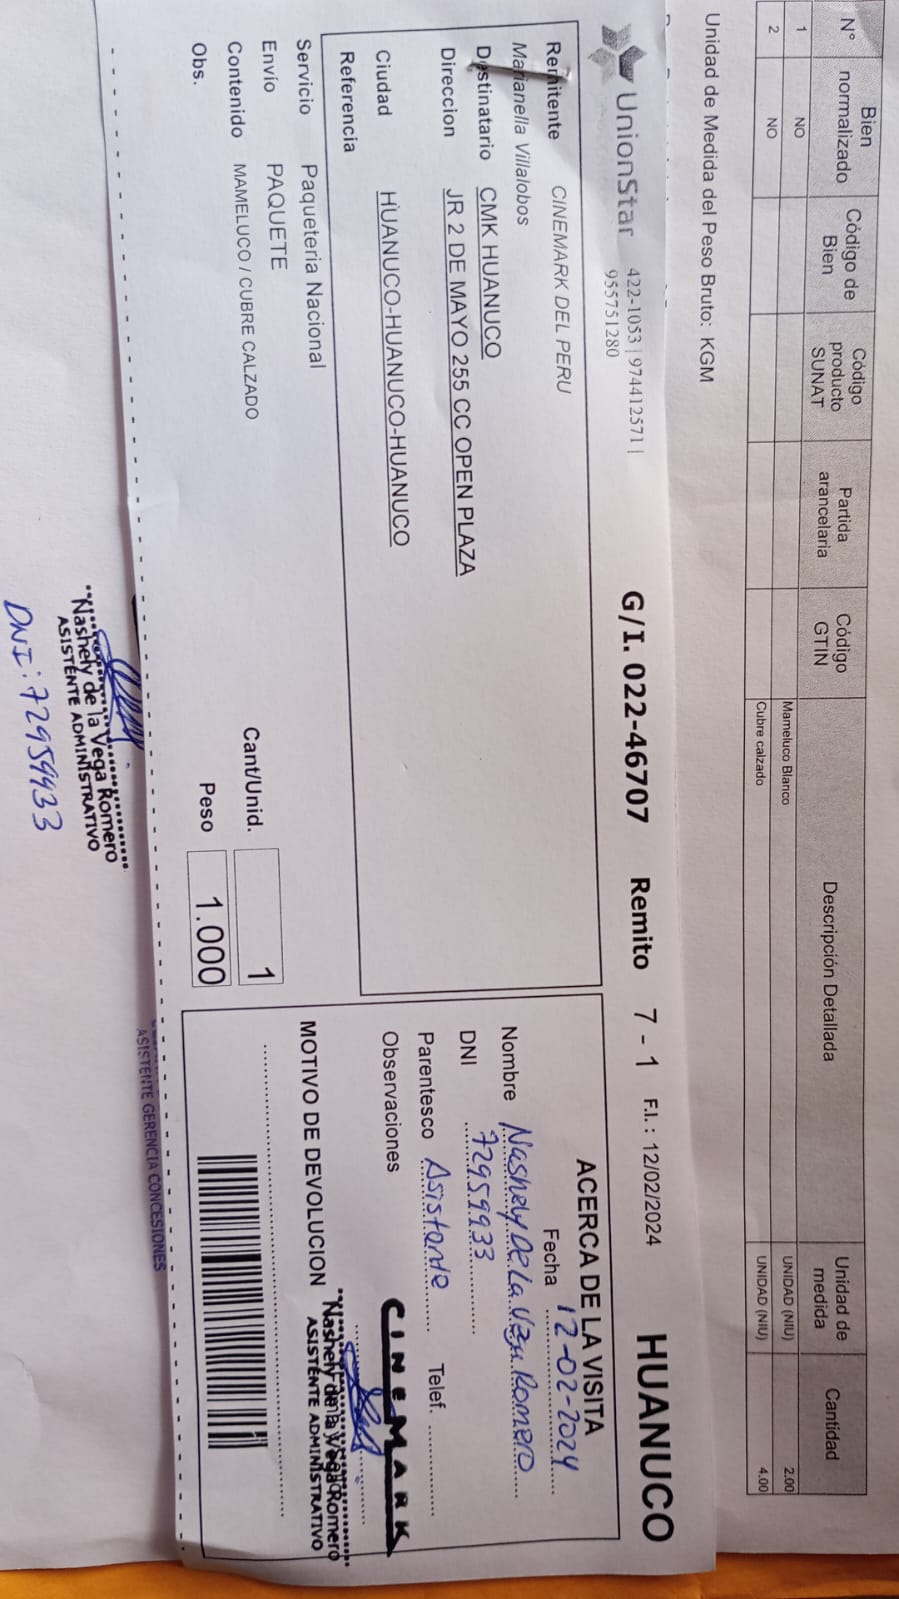 N° Bien normalizado Código de Bien Código producto SUNAT Partida arancelaria Código GTIN Descripción Detallada Unidad de medida Cantidad
1 NO Mameluco Blanco UNIDAD (NIU) 2.00
2 NO Cubre calzado UNIDAD (NIU) 4.00
Unidad de Medida del Peso Bruto: KGM
UnionStar 422-1053 | 974412571 |
955751280
G/I. 022-46707 Remito 7 - 1 F.I. : 12/02/2024 HUANUCO
Remitente CINEMARK DEL PERU
Marianella Villalobos
Destinatario CMK HUANUCO
Direccion JR 2 DE MAYO 255 CC OPEN PLAZA
Ciudad HUANUCO-HUANUCO-HUANUCO
Referencia
Servicio Paqueteria Nacional
Envío PAQUETE
Contenido MAMELUCO / CUBRE CALZADO
Obs.
Cant/Unid. 1
Peso 1.000
ACERCA DE LA VISITA
Fecha 12-02-2024
Nombre Nashely De La Vega Romero
DNI 72959933
Parentesco Asistente Telef
Observaciones
CINEMARK
MOTIVO DE DEVOLUCION
Nashely de la Vega Romero
ASISTENTE ADMINISTRATIVO
ASISTENTE GERENCIA CONCESIONES
Nashely de la Vega Romero
ASISTENTE ADMINISTRATIVO
DNI: 72959933